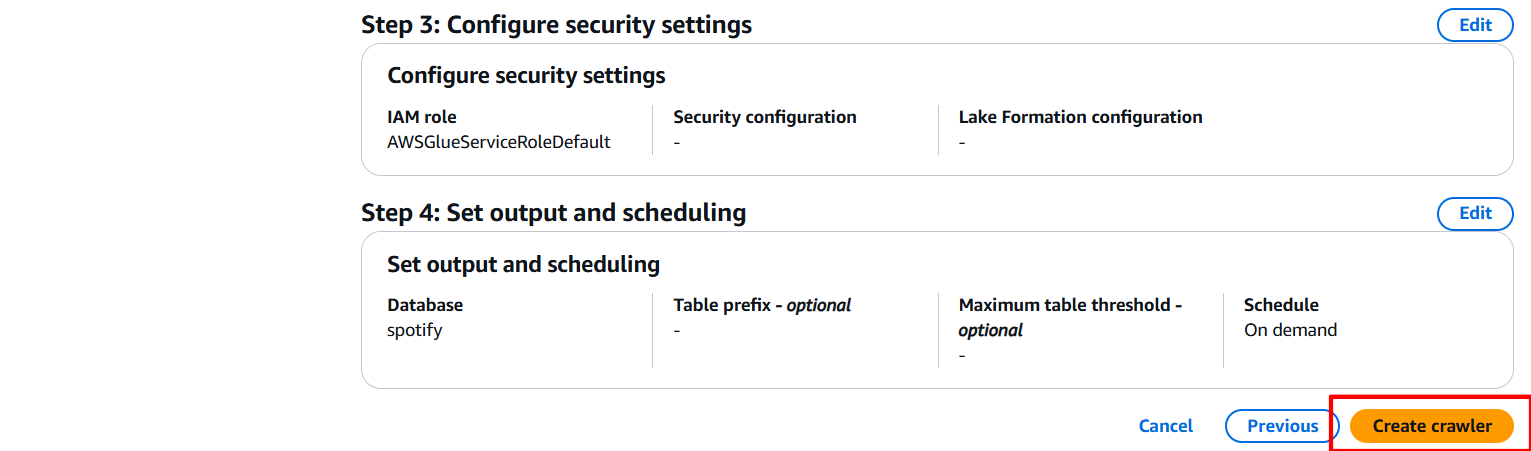 Step 3: Configure security settings
Edit
Configure security settings
IAM role
AWSGlueServiceRoleDefault
Security configuration
-
Lake Formation configuration
-
Step 4: Set output and scheduling
Edit
Set output and scheduling
Database
spotify
Table prefix - optional
-
Maximum table threshold -
optional
-
Schedule
On demand
Cancel
Previous
Create crawler